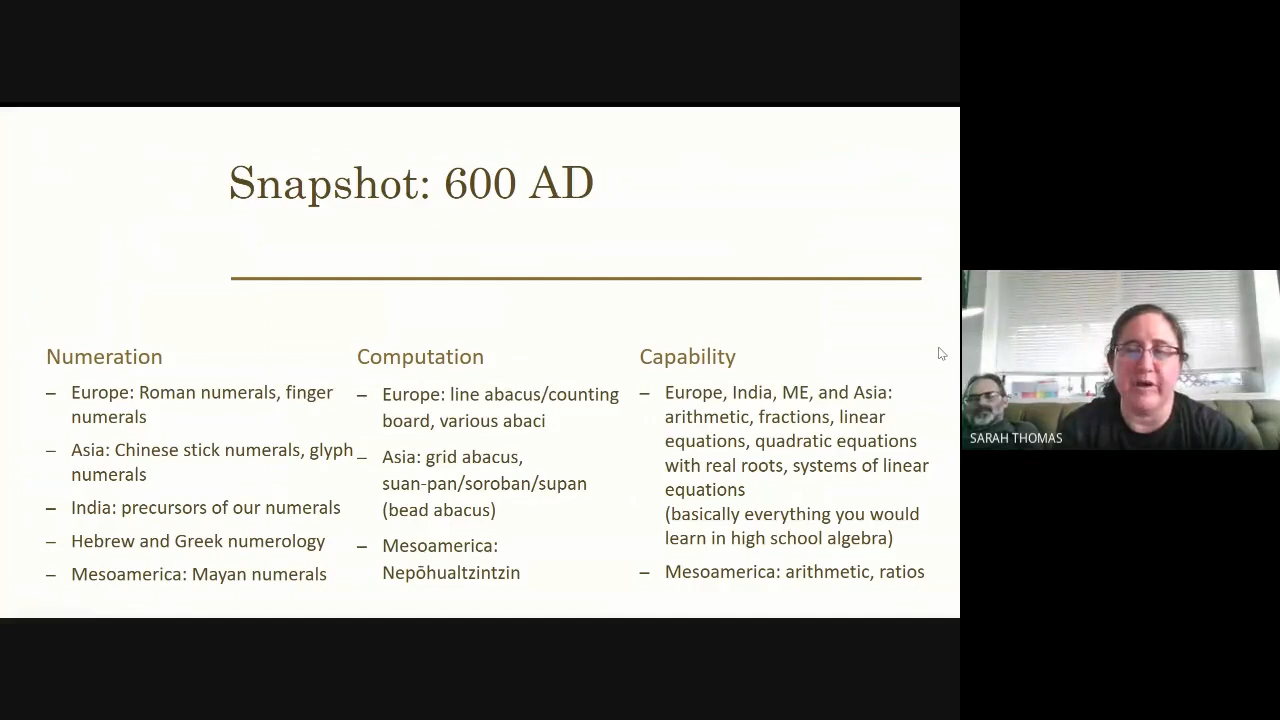 Snapshot: 600 AD
Numeration
– Europe: Roman numerals, finger
numerals
– Asia: Chinese stick numerals, glyph
numerals
– India: precursors of our numerals
– Hebrew and Greek numerology
– Mesoamerica: Mayan numerals
Computation
– Europe: line abacus/counting
board, various abaci
– Asia: grid abacus,
suan-pan/soroban/supan
(bead abacus)
– Mesoamerica:
Nepōhualtzintzin
Capability
– Europe, India, ME, and Asia:
arithmetic, fractions, linear
equations, quadratic equations
with real roots, systems of linear
equations
(basically everything you would
learn in high school algebra)
– Mesoamerica: arithmetic, ratios
SARAH THOMAS